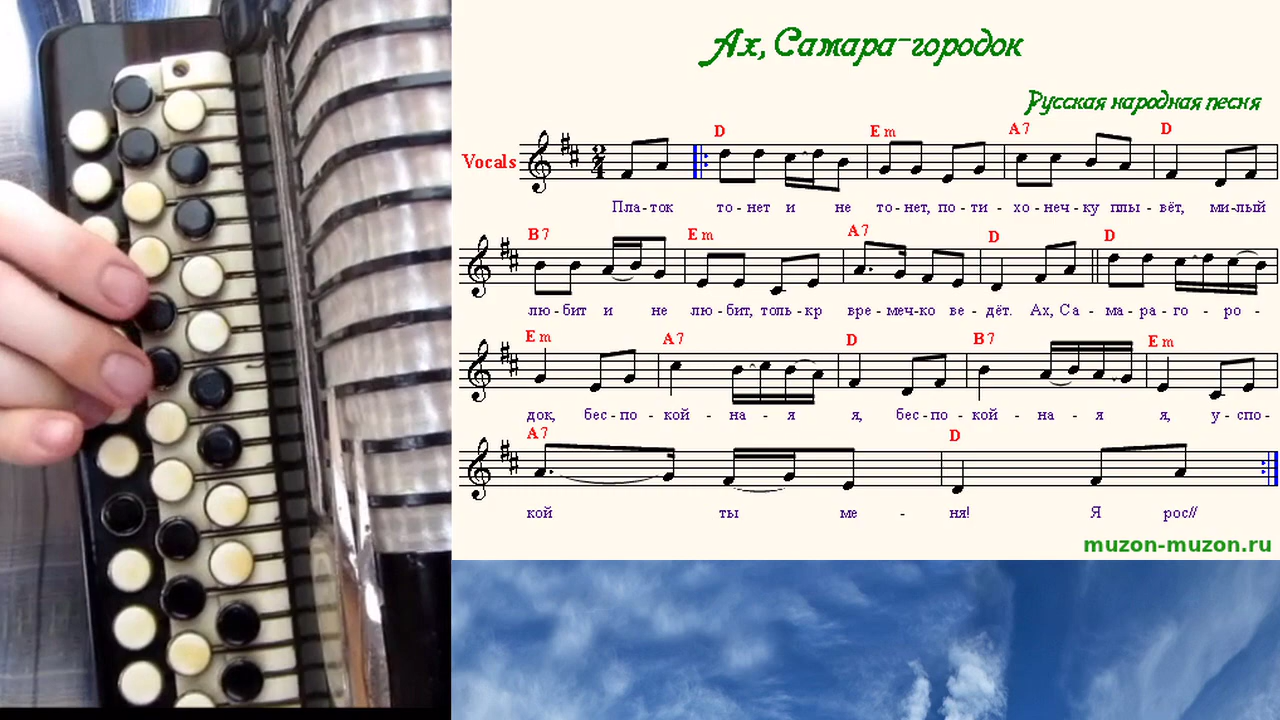 Ах, Самара-городок
Русская народная песня
D Em A7 D
Vocals
2
4
Пла-ток то-нет и не то-нет, по-ти-хо-неч-ку плы-вёт, ми-лый
B7 Em A7 D D
лю-бит и не лю-бит, толь-кр вре-меч-ко ве-дёт. Ах, Са-ма-ра-го-ро-
Em A7 D B7 Em
док, бес-по-кой-на-я я, бес-по-кой-на-я я, у-спо-
A7 D
кой ты ме-ня! Я рос//
muzon-muzon.ru